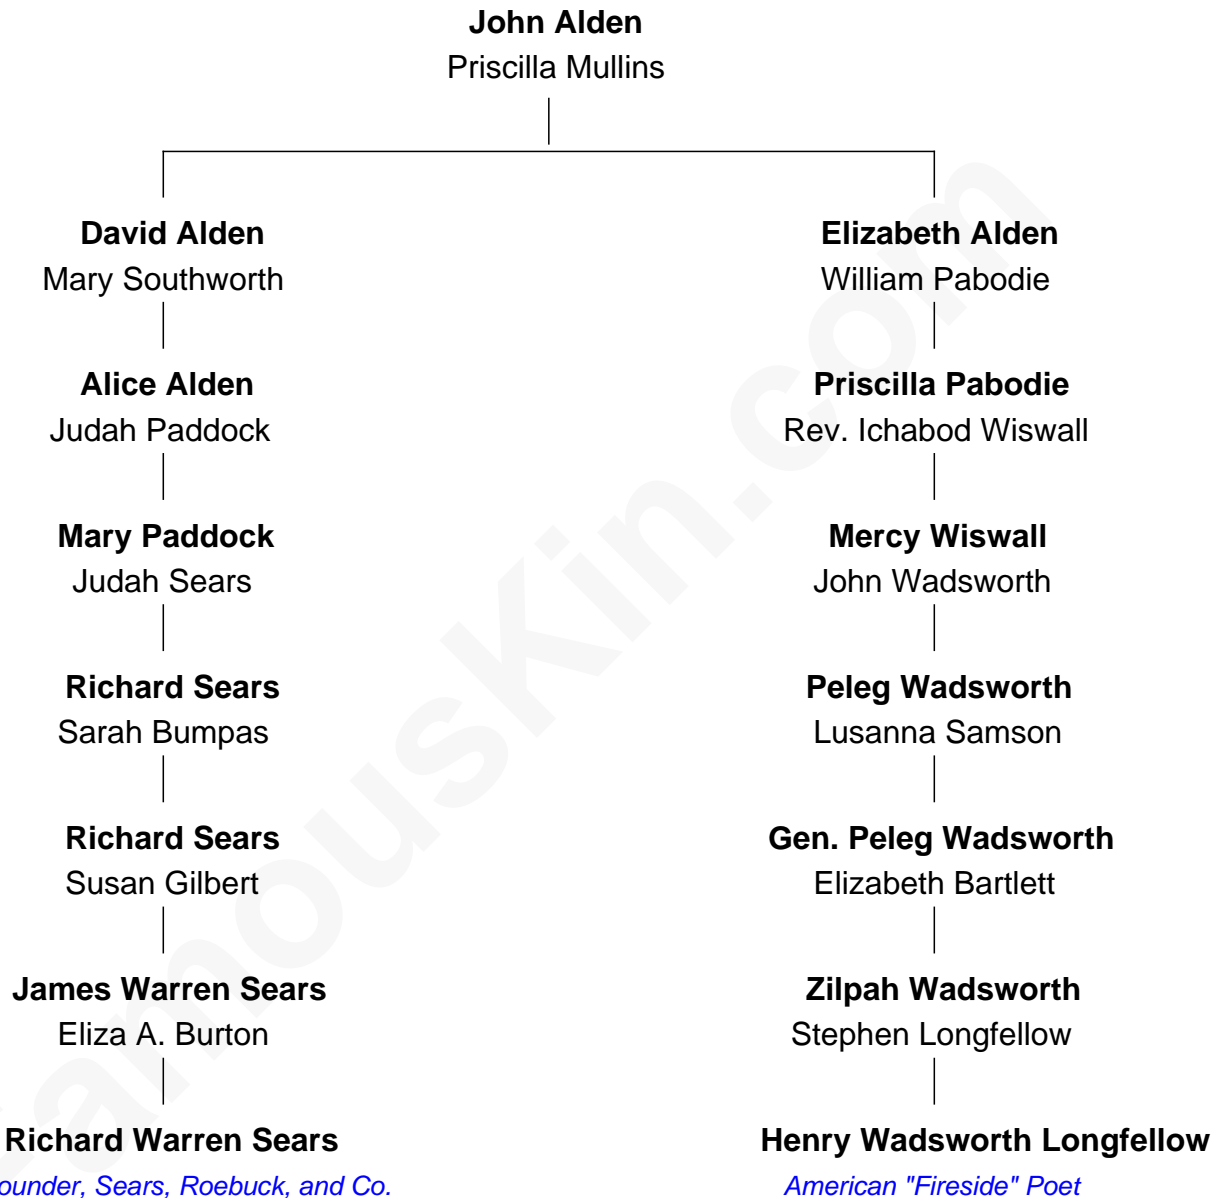 John Alden
Priscilla Mullins
David Alden
Mary Southworth
Alice Alden
Judah Paddock
Mary Paddock
Judah Sears
Richard Sears
Sarah Bumpas
Richard Sears
Susan Gilbert
James Warren Sears
Eliza A. Burton
Richard Warren Sears
ounder, Sears, Roebuck, and Co.
Elizabeth Alden
William Pabodie
Priscilla Pabodie
Rev. Ichabod Wiswall
Mercy Wiswall
John Wadsworth
Peleg Wadsworth
Lusanna Samson
Gen. Peleg Wadsworth
Elizabeth Bartlett
Zilpah Wadsworth
Stephen Longfellow
Henry Wadsworth Longfellow
American "Fireside" Poet
FamousKin.com